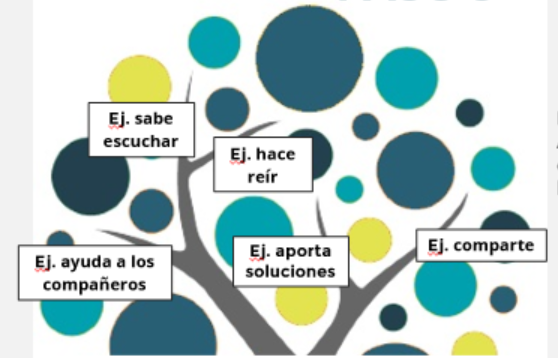 Ej. sabe
escuchar
Ej. hace
reír
Ej. aporta
soluciones
Ej. comparte
Ej. ayuda a los
compañeros